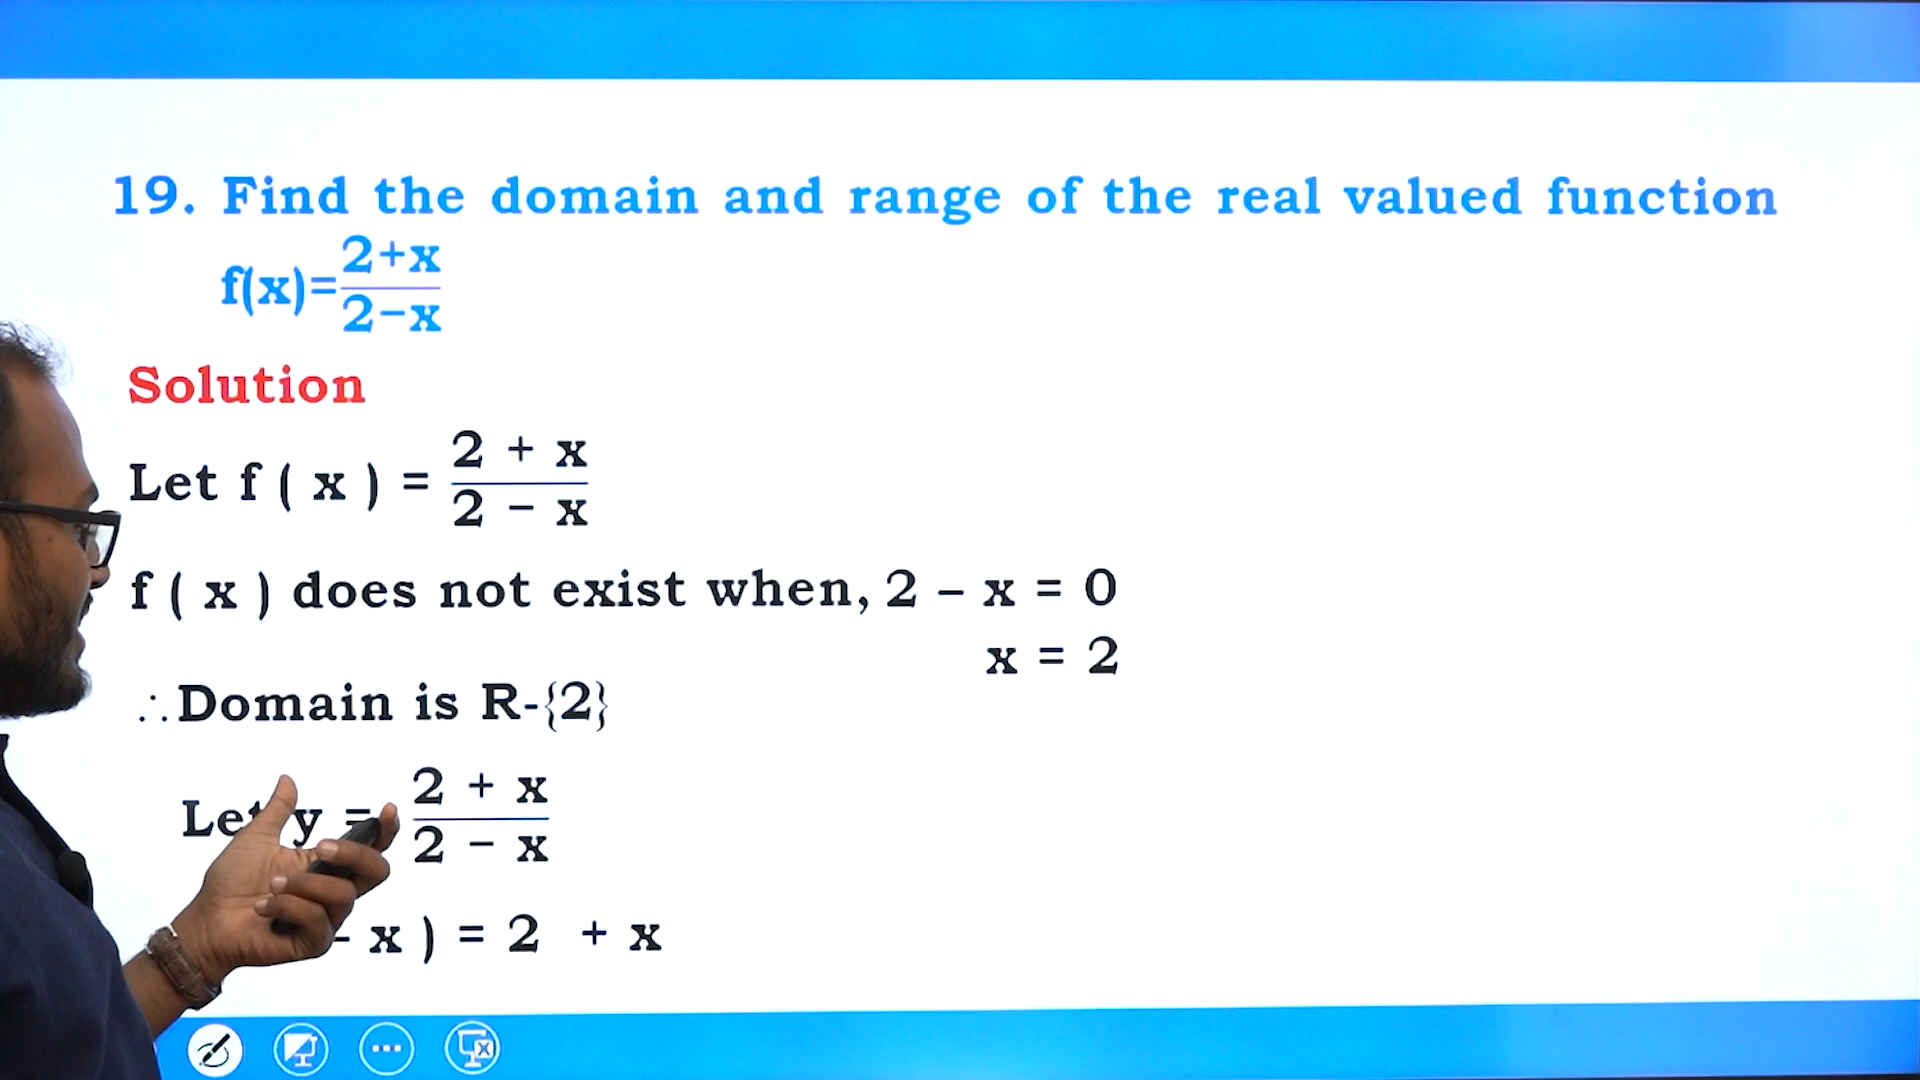 19. Find the domain and range of the real valued function
f(x)=2+x/2−x
Solution
Let f ( x ) = 2 + x / 2 − x
f ( x ) does not exist when, 2 − x = 0
x = 2
∴Domain is R-{2}
Let y = 2 + x / 2 − x
- x ) = 2 + x